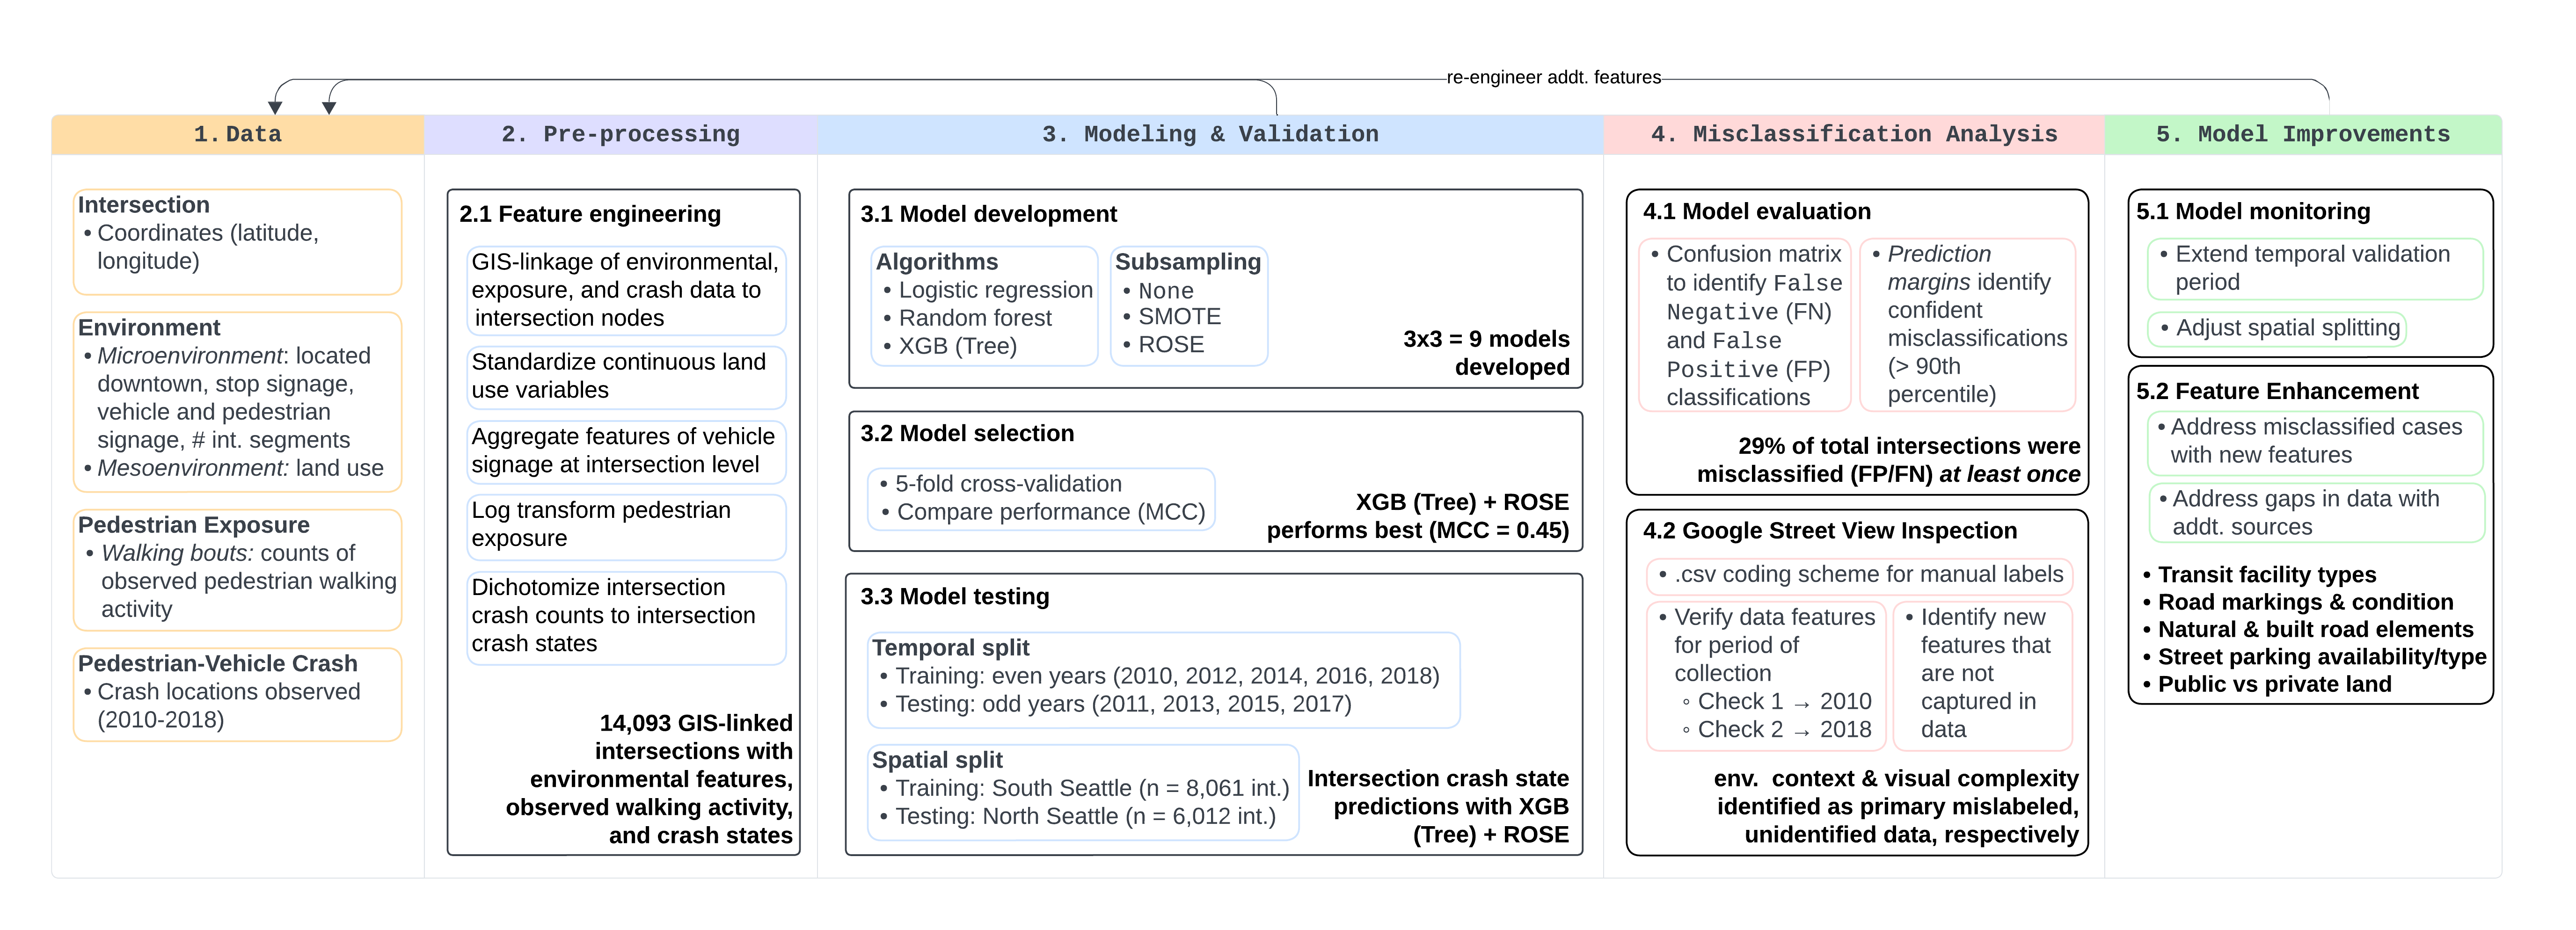 re-engineer addt. features
1. Data
Intersection
• Coordinates (latitude,
longitude)
Environment
• Microenvironment: located
downtown, stop signage,
vehicle and pedestrian
signage, # int. segments
• Mesoenvironment: land use
Pedestrian Exposure
• Walking bouts: counts of
observed pedestrian walking
activity
Pedestrian-Vehicle Crash
• Crash locations observed
(2010-2018)
2. Pre-processing
2.1 Feature engineering
GIS-linkage of environmental,
exposure, and crash data to
intersection nodes
Standardize continuous land
use variables
Aggregate features of vehicle
signage at intersection level
Log transform pedestrian
exposure
Dichotomize intersection
crash counts to intersection
crash states
14,093 GIS-linked
intersections with
environmental features,
observed walking activity,
and crash states
3. Modeling & Validation
3.1 Model development
Algorithms
• Logistic regression
• Random forest
• XGB (Tree)
Subsampling
• None
• SMOTE
• ROSE
3x3 = 9 models
developed
3.2 Model selection
• 5-fold cross-validation
• Compare performance (MCC)
XGB (Tree) + ROSE
performs best (MCC = 0.45)
3.3 Model testing
Temporal split
• Training: even years (2010, 2012, 2014, 2016, 2018)
• Testing: odd years (2011, 2013, 2015, 2017)
Spatial split
• Training: South Seattle (n = 8,061 int.)
• Testing: North Seattle (n = 6,012 int.)
Intersection crash state
predictions with XGB
(Tree) + ROSE
4. Misclassification Analysis
4.1 Model evaluation
• Confusion matrix
to identify False
Negative (FN)
and False
Positive (FP)
classifications
• Prediction
margins identify
confident
misclassifications
(> 90th
percentile)
29% of total intersections were
misclassified (FP/FN) at least once
4.2 Google Street View Inspection
• .csv coding scheme for manual labels
• Verify data features
for period of
collection
◦ Check 1 → 2010
◦ Check 2 → 2018
• Identify new
features that
are not
captured in
data
env. context & visual complexity
identified as primary mislabeled,
unidentified data, respectively
5. Model Improvements
5.1 Model monitoring
• Extend temporal validation
period
• Adjust spatial splitting
5.2 Feature Enhancement
• Address misclassified cases
with new features
• Address gaps in data with
addt. sources
• Transit facility types
• Road markings & condition
• Natural & built road elements
• Street parking availability/type
• Public vs private land